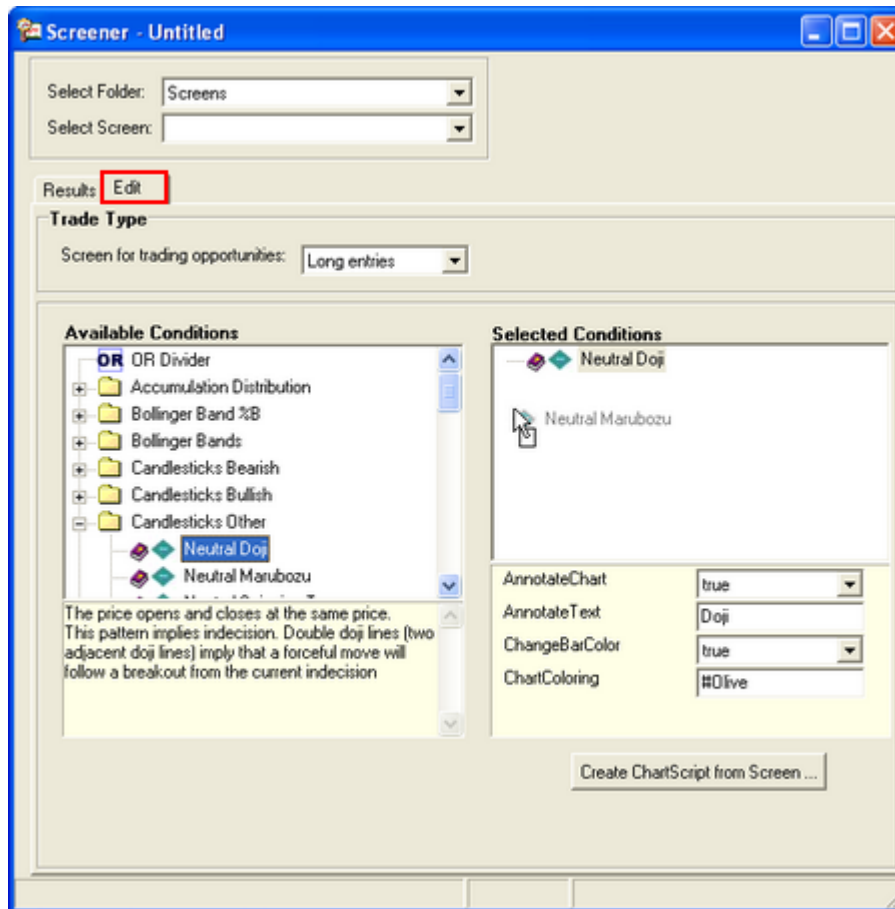 Screener - Untitled
Select Folder: Screens
Select Screen:
Results Edit
Trade Type
Screen for trading opportunities: Long entries
Available Conditions
OR OR Divider
Accumulation Distribution
Bollinger Band %B
Bollinger Bands
Candlesticks Bearish
Candlesticks Bullish
Candlesticks Other
Neutral Doji
Neutral Marubozu
The price opens and closes at the same price.
This pattern implies indecision. Double doji lines (two
adjacent doji lines) imply that a forceful move will
follow a breakout from the current indecision
Selected Conditions
Neutral Doji
Neutral Marubozu
AnnotateChart true
AnnotateText Doji
ChangeBarColor true
ChartColoring #Olive
Create ChartScript from Screen ...